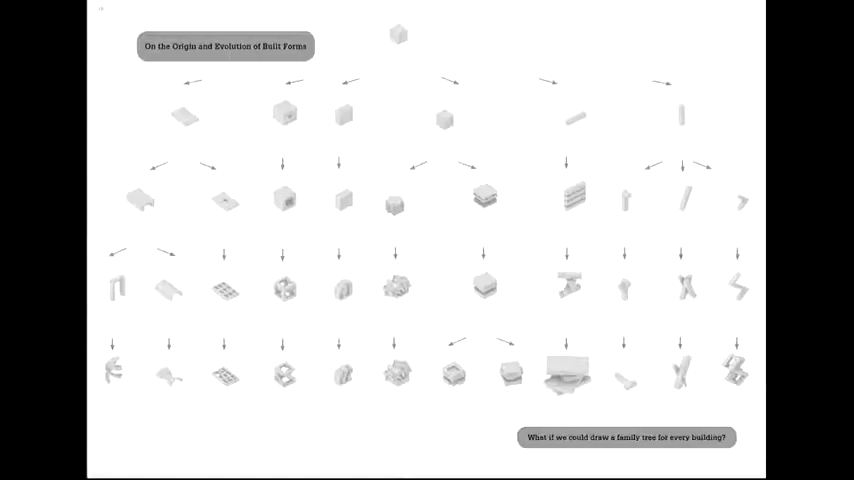 On the Origin and Evolution of Built Forms
What if we could draw a family tree for every building?